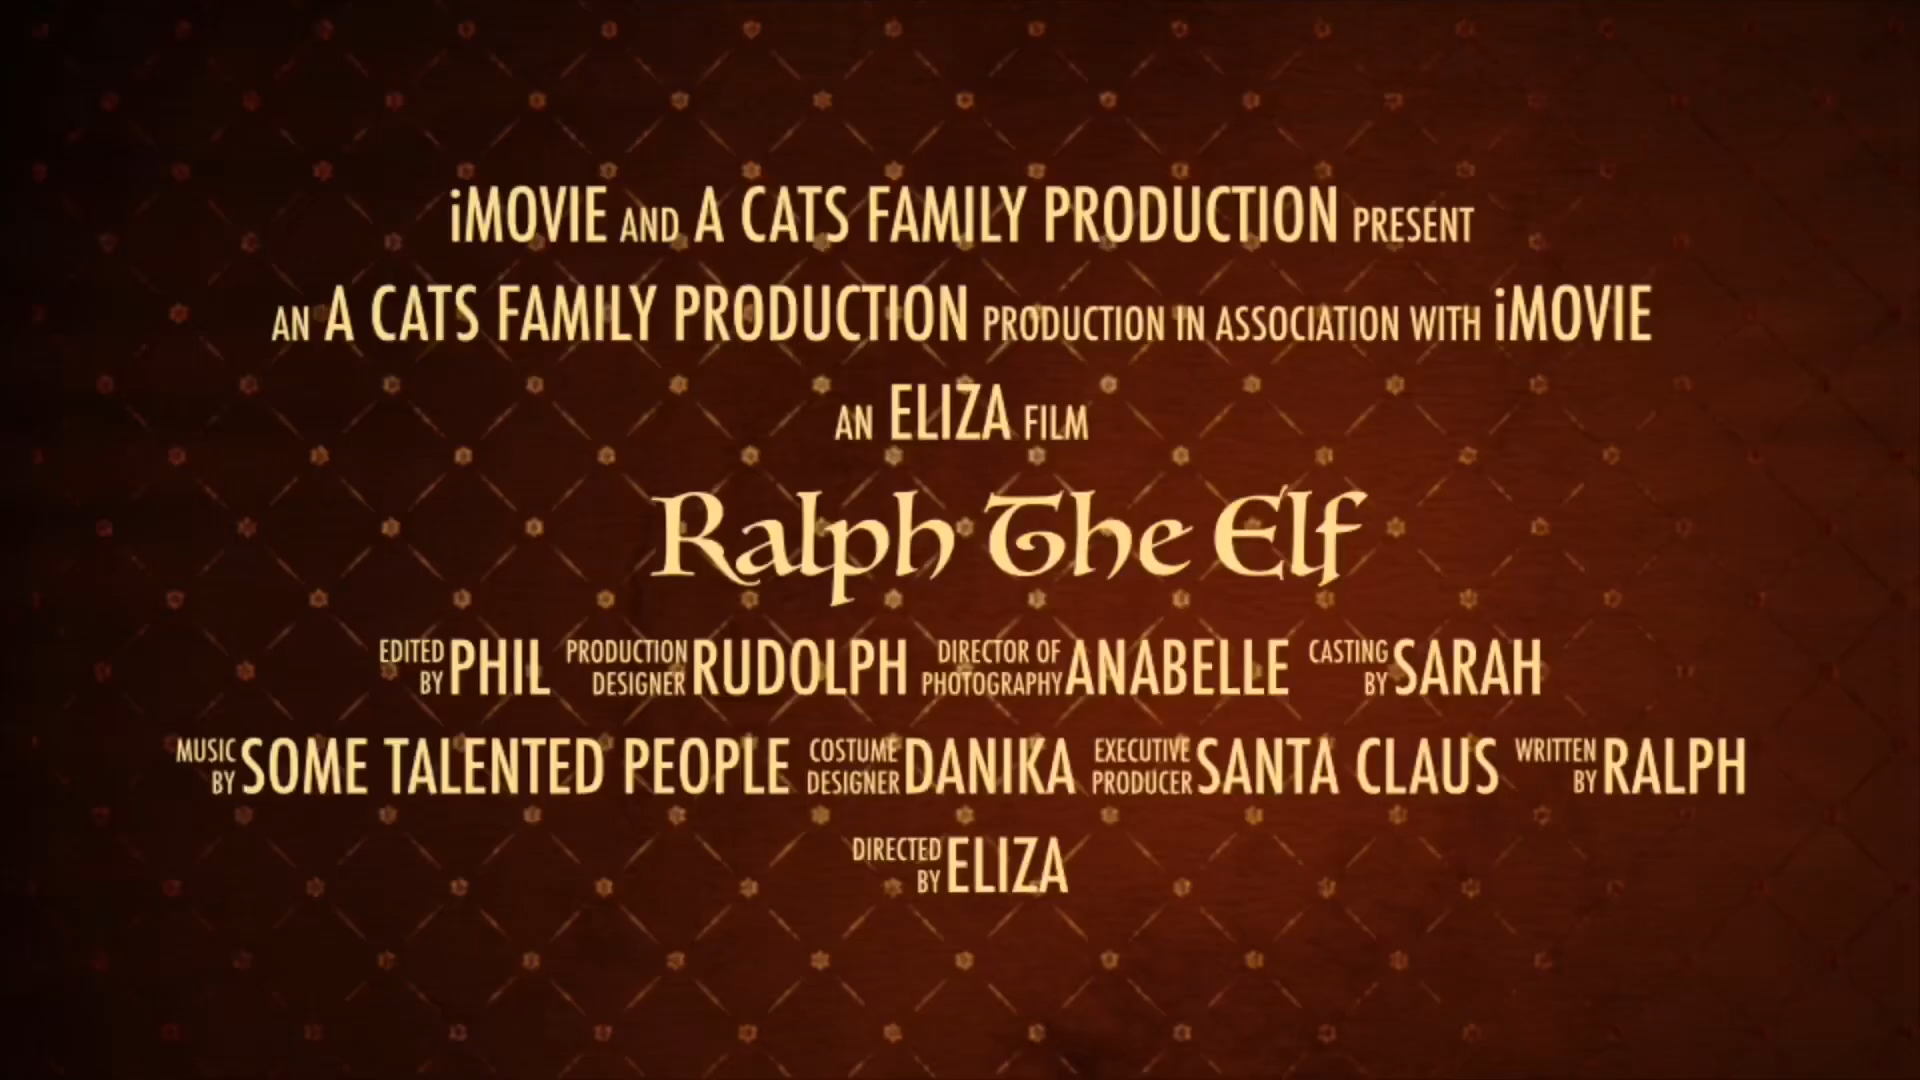 iMOVIE AND A CATS FAMILY PRODUCTION PRESENT
AN A CATS FAMILY PRODUCTION PRODUCTION IN ASSOCIATION WITH iMOVIE
AN ELIZA FILM
Ralph The Elf
EDITED BY PHIL PRODUCTION DESIGNER RUDOLPH DIRECTOR OF PHOTOGRAPHY ANABELLE CASTING BY SARAH
MUSIC BY SOME TALENTED PEOPLE COSTUME DESIGNER DANIKA EXECUTIVE PRODUCER SANTA CLAUS WRITTEN BY RALPH
DIRECTED BY ELIZA